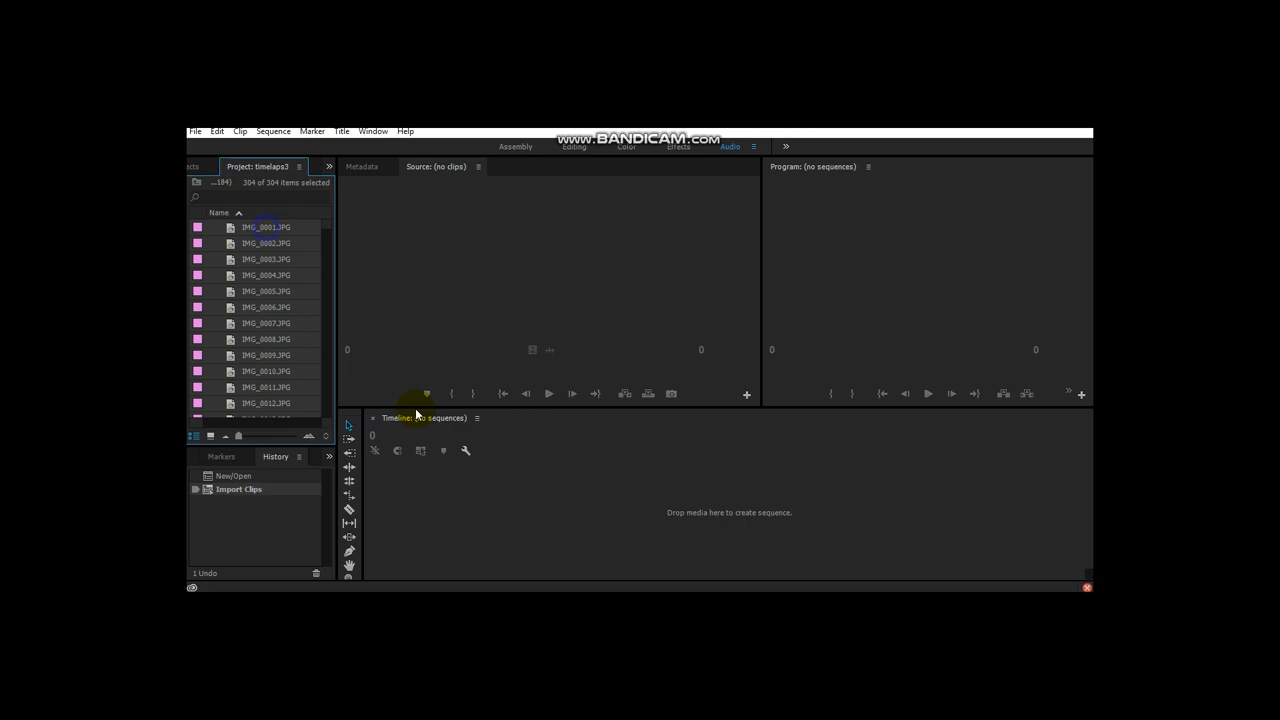 File Edit Clip Sequence Marker Title Window Help
www.BANDICAM.com
Assembly Editing Color Effects Audio
ects Project: timelaps3 Metadata Source: (no clips) Program: (no sequences)
...184) 304 of 304 items selected
Name
IMG_0001.JPG
IMG_0002.JPG
IMG_0003.JPG
IMG_0004.JPG
IMG_0005.JPG
IMG_0006.JPG
IMG_0007.JPG
IMG_0008.JPG
0 0 0 0
IMG_0009.JPG
IMG_0010.JPG
IMG_0011.JPG
IMG_0012.JPG
Timeline: (no sequences)
0
Markers History
New/Open
Import Clips
Drop media here to create sequence.
1 Undo